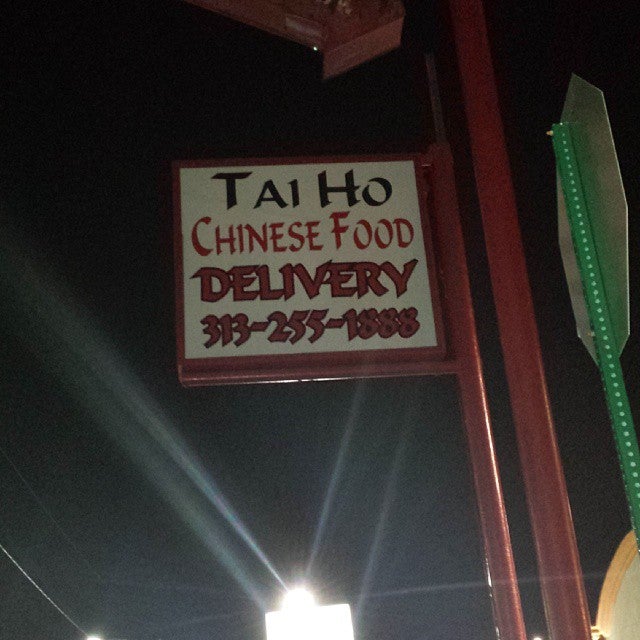 TAI HO
CHINESE FOOD
DELIVERY
313-255-1888